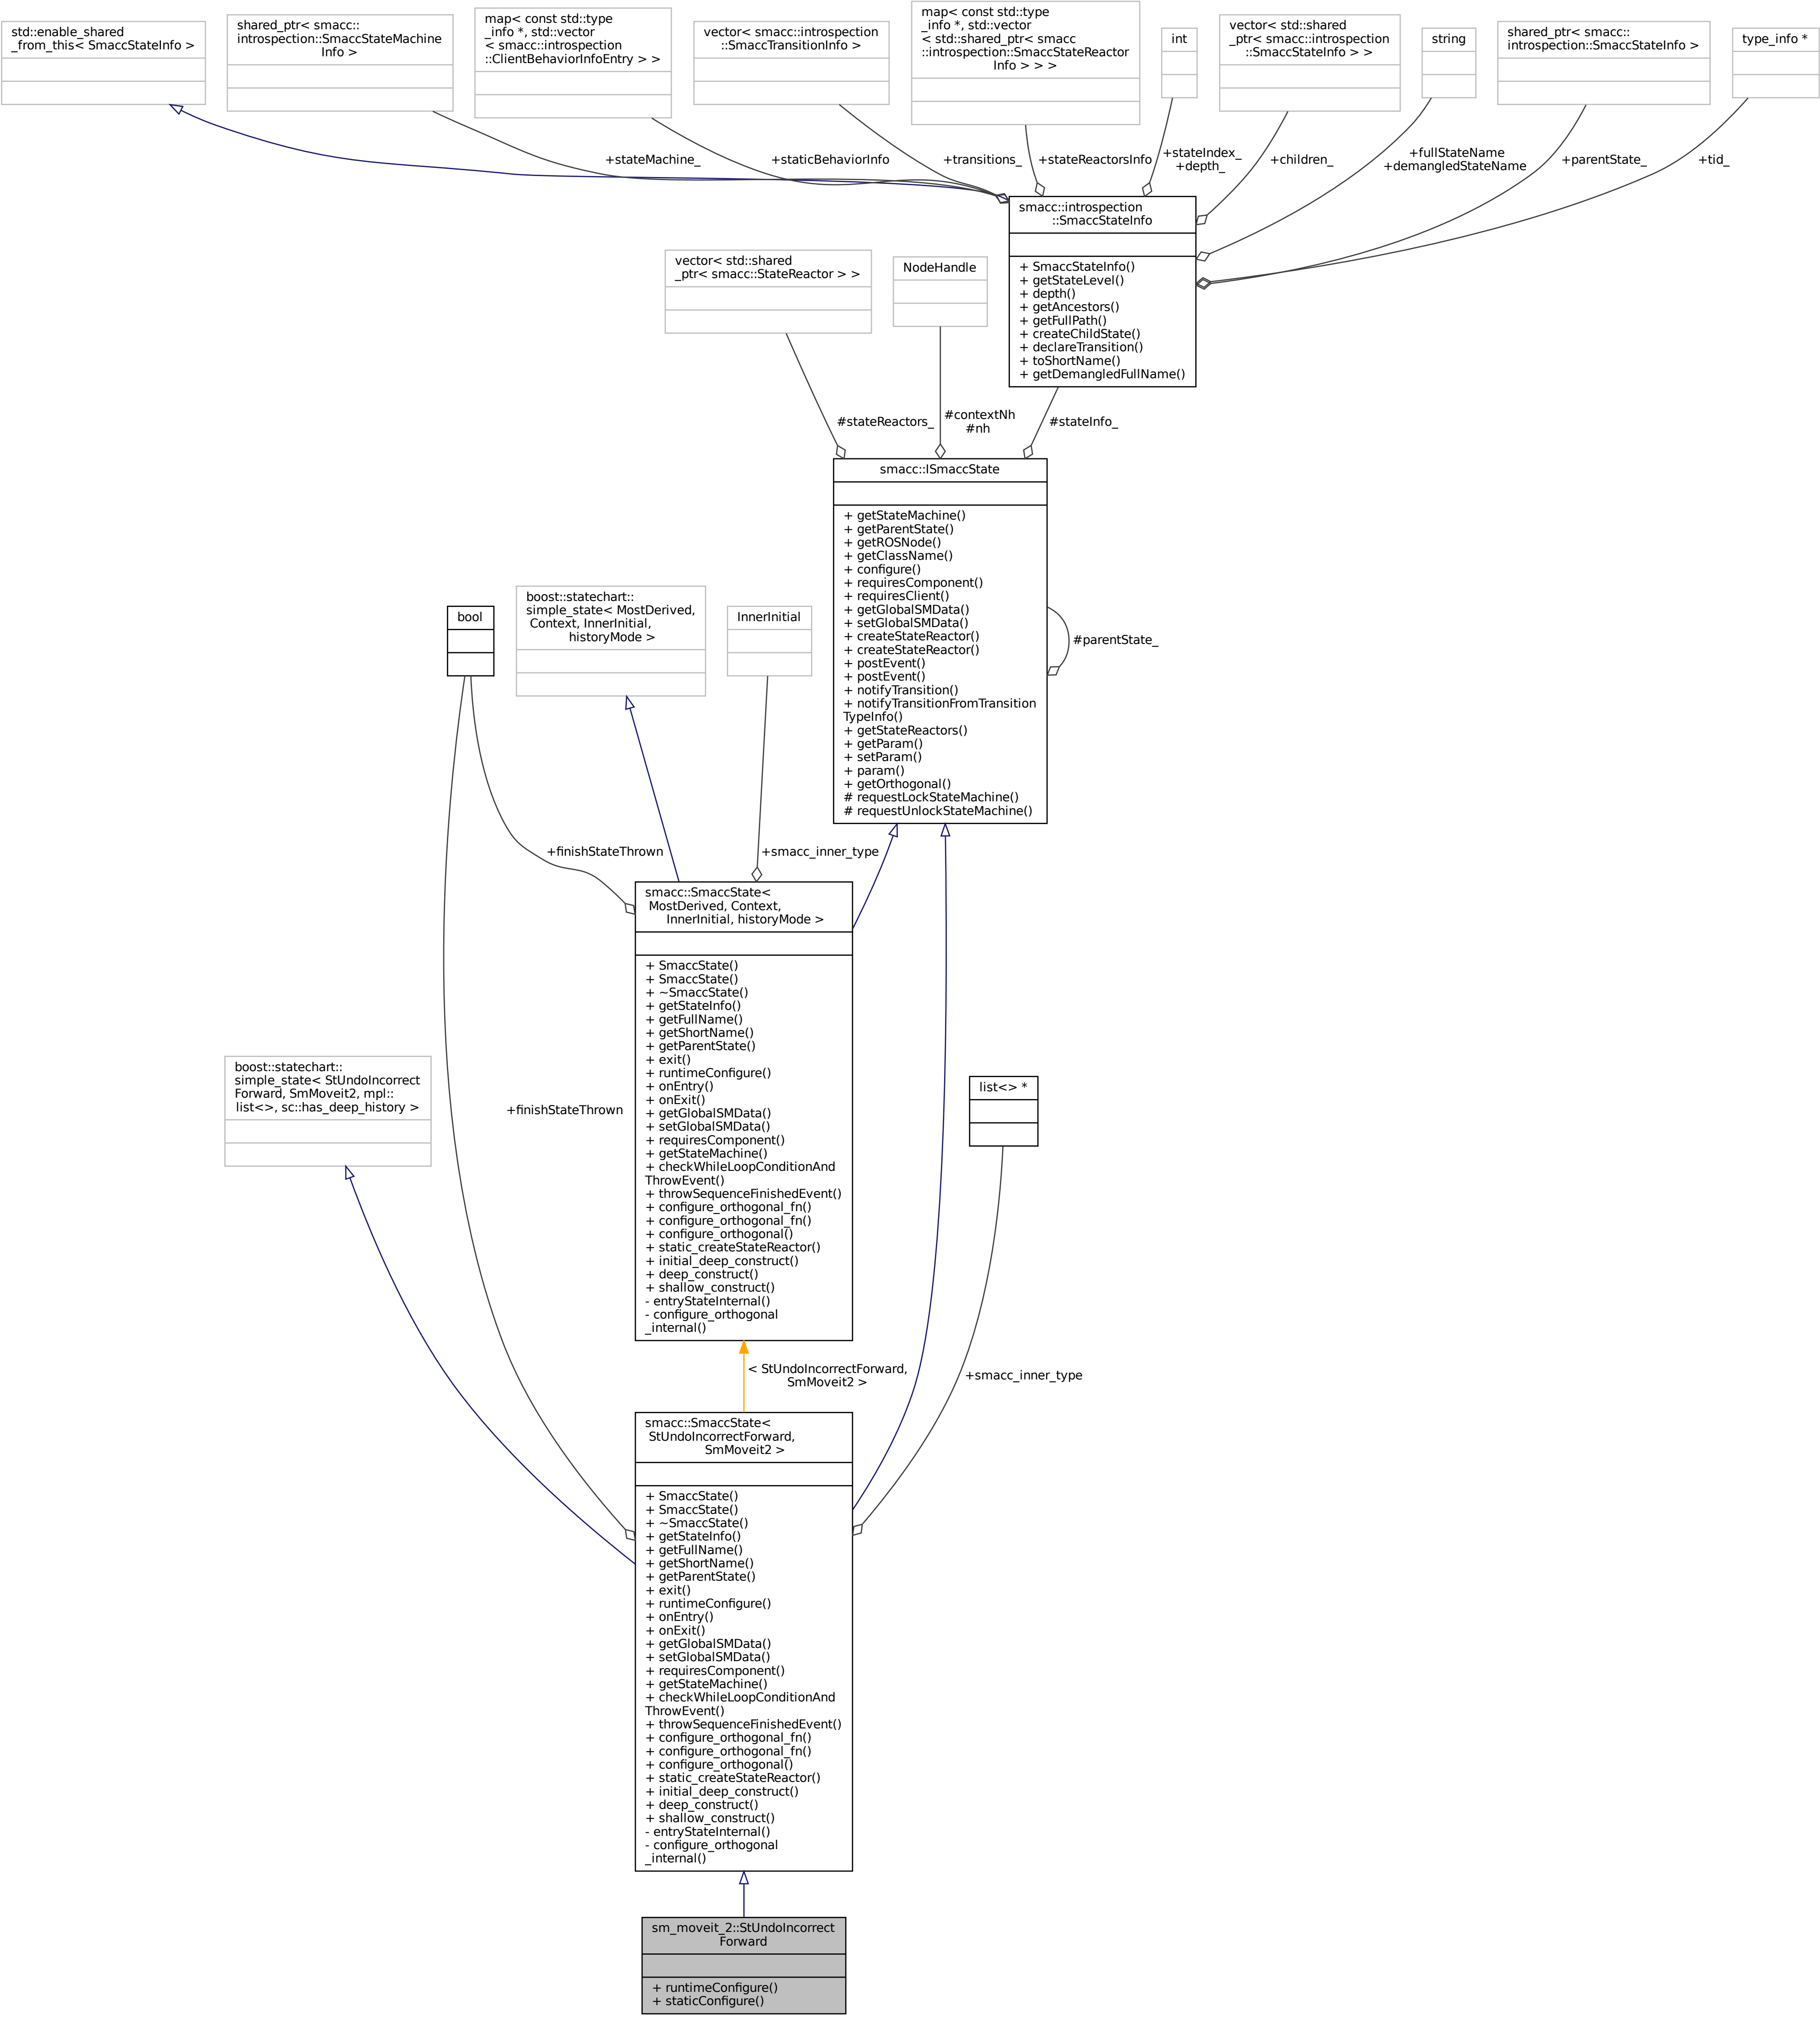 std::enable_shared
_from_this< SmaccStateInfo >
shared_ptr< smacc::
introspection::SmaccStateMachine
Info >
map< const std::type
_info *, std::vector
< smacc::introspection
::ClientBehaviorInfoEntry > >
vector< smacc::introspection
::SmaccTransitionInfo >
map< const std::type
_info *, std::vector
< std::shared_ptr< smacc
::introspection::SmaccStateReactor
Info > > >
int
vector< std::shared
_ptr< smacc::introspection
::SmaccStateInfo > >
string
shared_ptr< smacc::
introspection::SmaccStateInfo >
type_info *
+stateMachine_
+staticBehaviorInfo
+transitions_
+stateReactorsInfo
+stateIndex_
+depth_
+children_
+fullStateName
+demangledStateName
+parentState_
+tid_
smacc::introspection
::SmaccStateInfo
+ SmaccStateInfo()
+ getStateLevel()
+ depth()
+ getAncestors()
+ getFullPath()
+ createChildState()
+ declareTransition()
+ toShortName()
+ getDemangledFullName()
vector< std::shared
_ptr< smacc::StateReactor > >
NodeHandle
#stateReactors_
#contextNh
#nh
#stateInfo_
smacc::ISmaccState
+ getStateMachine()
+ getParentState()
+ getROSNode()
+ getClassName()
+ configure()
+ requiresComponent()
+ requiresClient()
+ getGlobalSMData()
+ setGlobalSMData()
+ createStateReactor()
+ createStateReactor()
+ postEvent()
+ postEvent()
+ notifyTransition()
+ notifyTransitionFromTransition
TypeInfo()
+ getStateReactors()
+ getParam()
+ setParam()
+ param()
+ getOrthogonal()
# requestLockStateMachine()
# requestUnlockStateMachine()
#parentState_
bool
boost::statechart::
simple_state< MostDerived,
Context, InnerInitial,
historyMode >
InnerInitial
+finishStateThrown
+smacc_inner_type
smacc::SmaccState<
MostDerived, Context,
InnerInitial, historyMode >
+ SmaccState()
+ SmaccState()
+ ~SmaccState()
+ getStateInfo()
+ getFullName()
+ getShortName()
+ getParentState()
+ exit()
+ runtimeConfigure()
+ onEntry()
+ onExit()
+ getGlobalSMData()
+ setGlobalSMData()
+ requiresComponent()
+ getStateMachine()
+ checkWhileLoopConditionAnd
ThrowEvent()
+ throwSequenceFinishedEvent()
+ configure_orthogonal_fn()
+ configure_orthogonal_fn()
+ configure_orthogonal()
+ static_createStateReactor()
+ initial_deep_construct()
+ deep_construct()
+ shallow_construct()
- entryStateInternal()
- configure_orthogonal
_internal()
boost::statechart::
simple_state< StUndoIncorrect
Forward, SmMoveit2, mpl::
list<>, sc::has_deep_history >
+finishStateThrown
list<> *
< StUndoIncorrectForward,
SmMoveit2 >
+smacc_inner_type
smacc::SmaccState<
StUndoIncorrectForward,
SmMoveit2 >
+ SmaccState()
+ SmaccState()
+ ~SmaccState()
+ getStateInfo()
+ getFullName()
+ getShortName()
+ getParentState()
+ exit()
+ runtimeConfigure()
+ onEntry()
+ onExit()
+ getGlobalSMData()
+ setGlobalSMData()
+ requiresComponent()
+ getStateMachine()
+ checkWhileLoopConditionAnd
ThrowEvent()
+ throwSequenceFinishedEvent()
+ configure_orthogonal_fn()
+ configure_orthogonal_fn()
+ configure_orthogonal()
+ static_createStateReactor()
+ initial_deep_construct()
+ deep_construct()
+ shallow_construct()
- entryStateInternal()
- configure_orthogonal
_internal()
sm_moveit_2::StUndoIncorrect
Forward
+ runtimeConfigure()
+ staticConfigure()